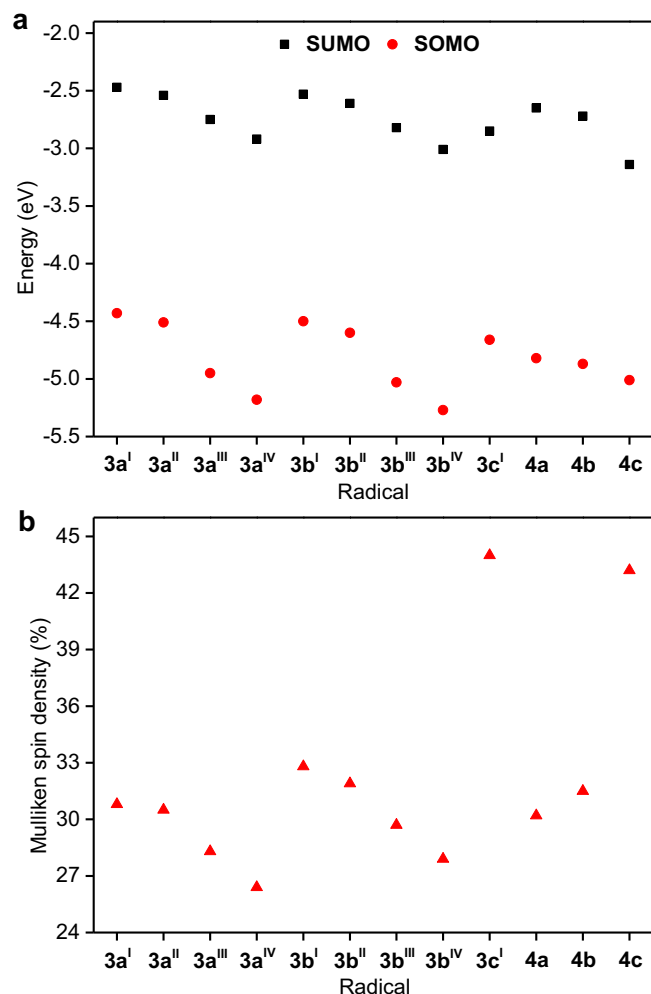 a
SUMO SOMO
-2.0
-2.5
-3.0
-3.5
-4.0
-4.5
-5.0
-5.5
Energy (eV)
3aᴵ 3aᴵᴵ 3aᴵᴵᴵ 3aᴵⱽ 3bᴵ 3bᴵᴵ 3bᴵᴵᴵ 3bᴵⱽ 3cᴵ 4a 4b 4c
Radical
b
45
42
39
36
33
30
27
24
Mulliken spin density (%)
3aᴵ 3aᴵᴵ 3aᴵᴵᴵ 3aᴵⱽ 3bᴵ 3bᴵᴵ 3bᴵᴵᴵ 3bᴵⱽ 3cᴵ 4a 4b 4c
Radical